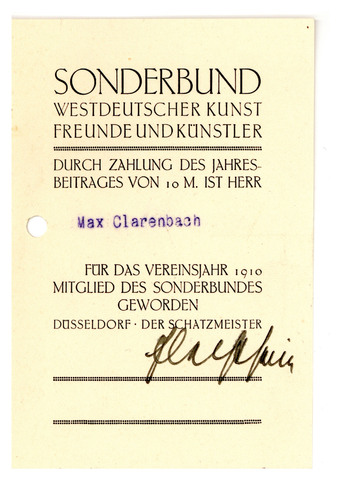 SONDERBUND
WESTDEUTSCHER KUNST
FREUNDE UND KÜNSTLER
DURCH ZAHLUNG DES JAHRES-
BEITRAGES VON 10 M. IST HERR
Max Clarenbach
FÜR DAS VEREINSJAHR 1910
MITGLIED DES SONDERBUNDES
GEWORDEN
DÜSSELDORF · DER SCHATZMEISTER